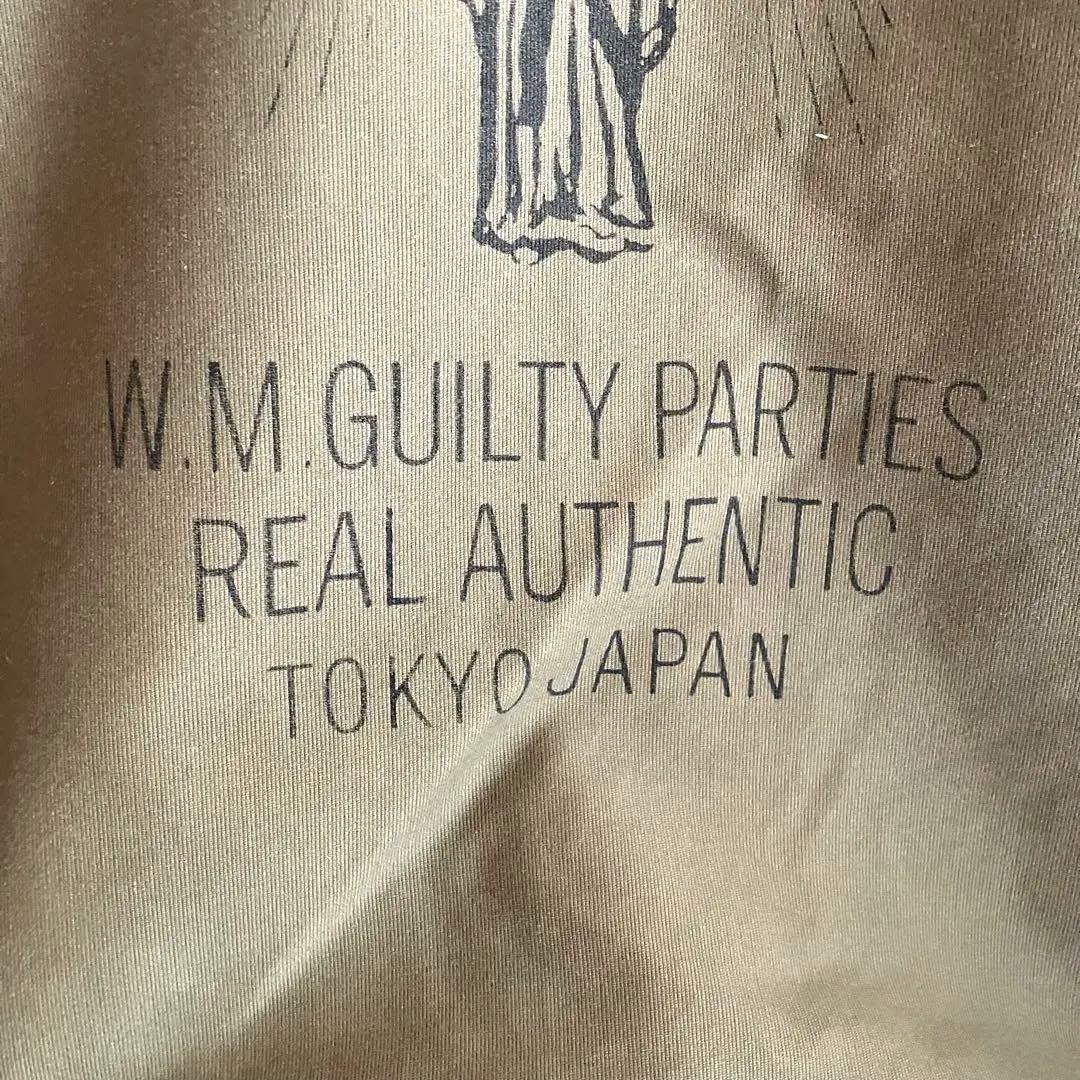 W.M.GUILTY PARTIES
REAL AUTHENTIC
TOKYO JAPAN